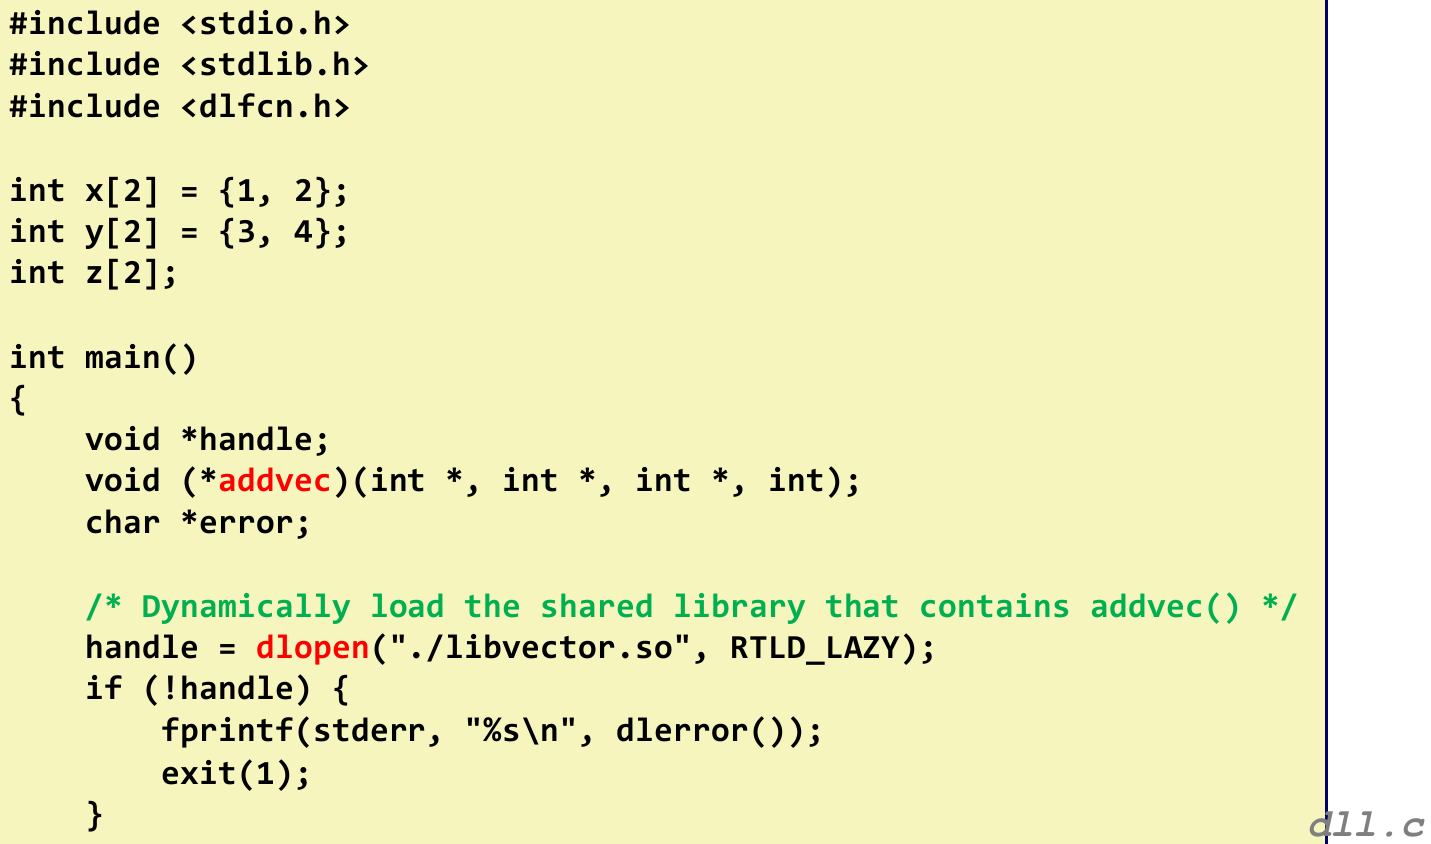 #include <stdio.h>
#include <stdlib.h>
#include <dlfcn.h>

int x[2] = {1, 2};
int y[2] = {3, 4};
int z[2];

int main()
{
    void *handle;
    void (*addvec)(int *, int *, int *, int);
    char *error;

    /* Dynamically load the shared library that contains addvec() */
    handle = dlopen("./libvector.so", RTLD_LAZY);
    if (!handle) {
        fprintf(stderr, "%s\n", dlerror());
        exit(1);
    }
dll.c